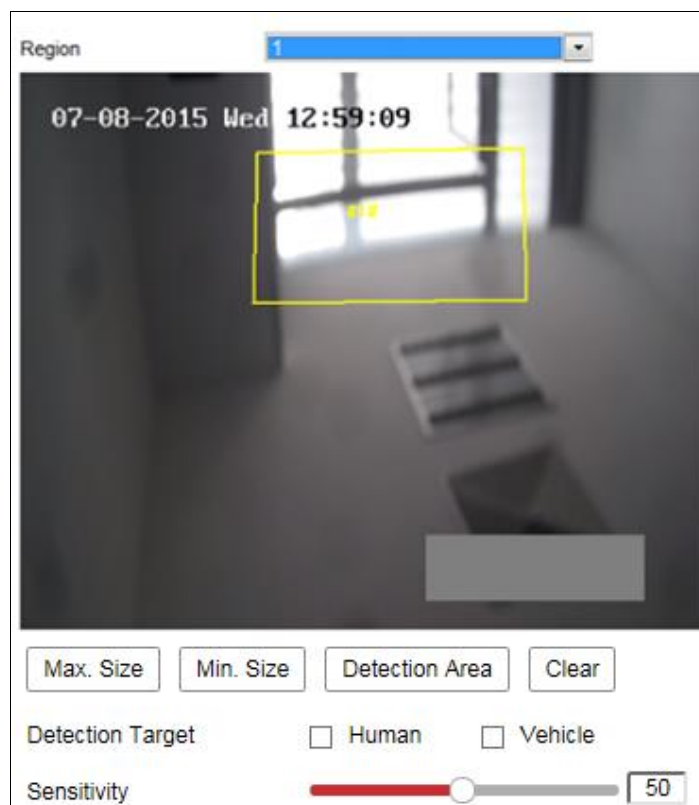 Region 1
07-08-2015 Wed 12:59:09
Max. Size Min. Size Detection Area Clear
Detection Target Human Vehicle
Sensitivity 50